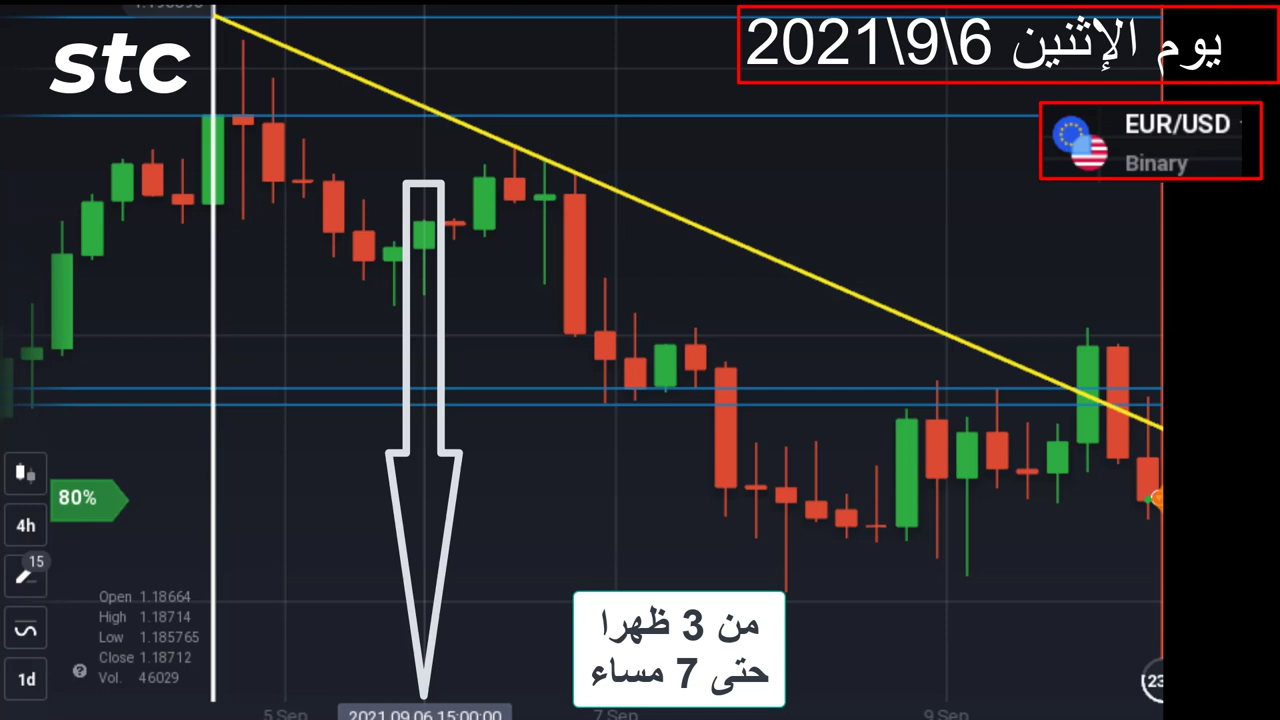 1.190393
stc
يوم الإثنين 6\9\2021
EUR/USD
Binary
80%
4h
15
1d
Open 1.18664
High 1.18714
Low 1.185765
Close 1.18712
Vol. 46029
من 3 ظهرا
حتى 7 مساء
5 Sep
2021.09.06 15:00:00
7 Sep
9 Sep